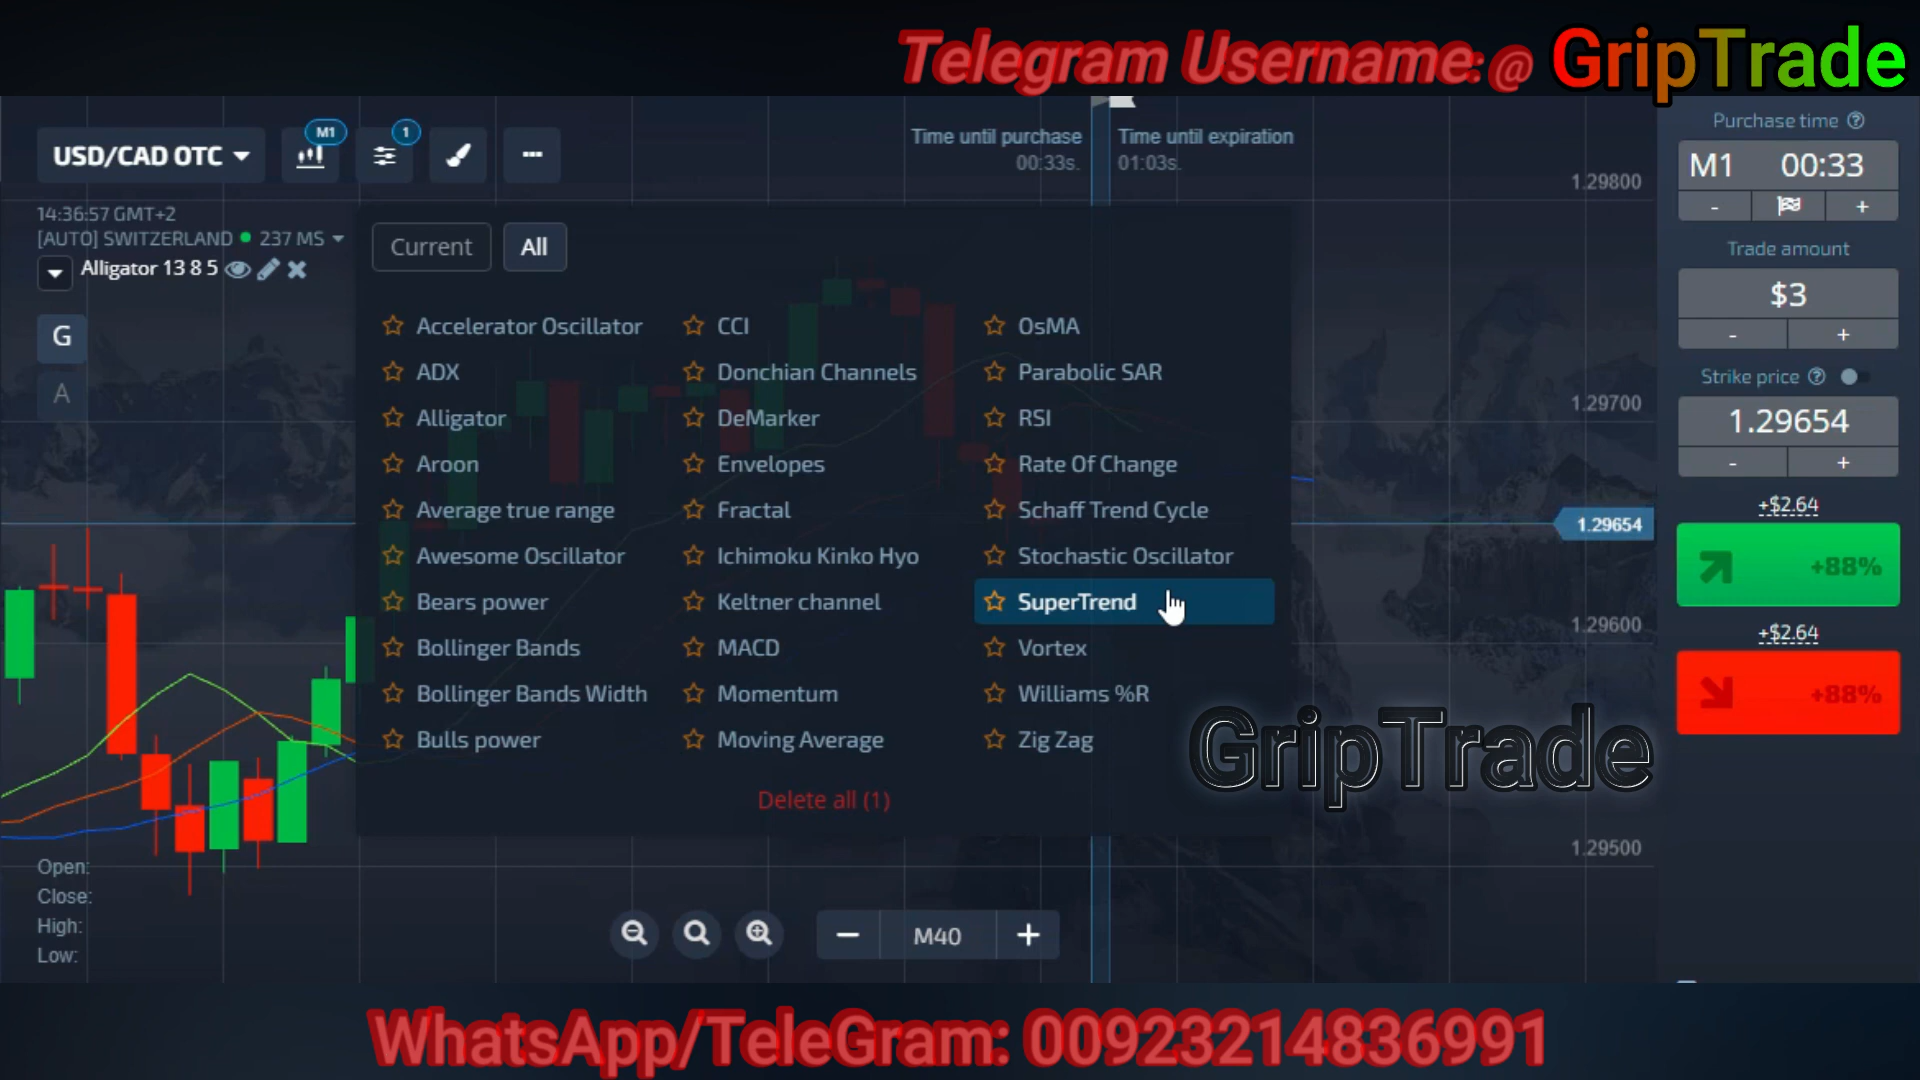 Telegram Username:@ GripTrade
USD/CAD OTC
M1
1
Time until purchase
00:33s.
Time until expiration
01:03s.
Purchase time
M1 00:33
- +
14:36:57 GMT+2
[AUTO] SWITZERLAND 237 MS
Alligator 13 8 5
G
A
Current All
Accelerator Oscillator
ADX
Alligator
Aroon
Average true range
Awesome Oscillator
Bears power
Bollinger Bands
Bollinger Bands Width
Bulls power
CCI
Donchian Channels
DeMarker
Envelopes
Fractal
Ichimoku Kinko Hyo
Keltner channel
MACD
Momentum
Moving Average
OsMA
Parabolic SAR
RSI
Rate Of Change
Schaff Trend Cycle
Stochastic Oscillator
SuperTrend
Vortex
Williams %R
Zig Zag
Delete all (1)
1.29800
1.29700
1.29654
1.29600
1.29500
Trade amount
$3
- +
Strike price
1.29654
- +
+$2.64
+88%
+$2.64
+88%
GripTrade
Open:
Close:
High:
Low:
M40
WhatsApp/TeleGram: 00923214836991